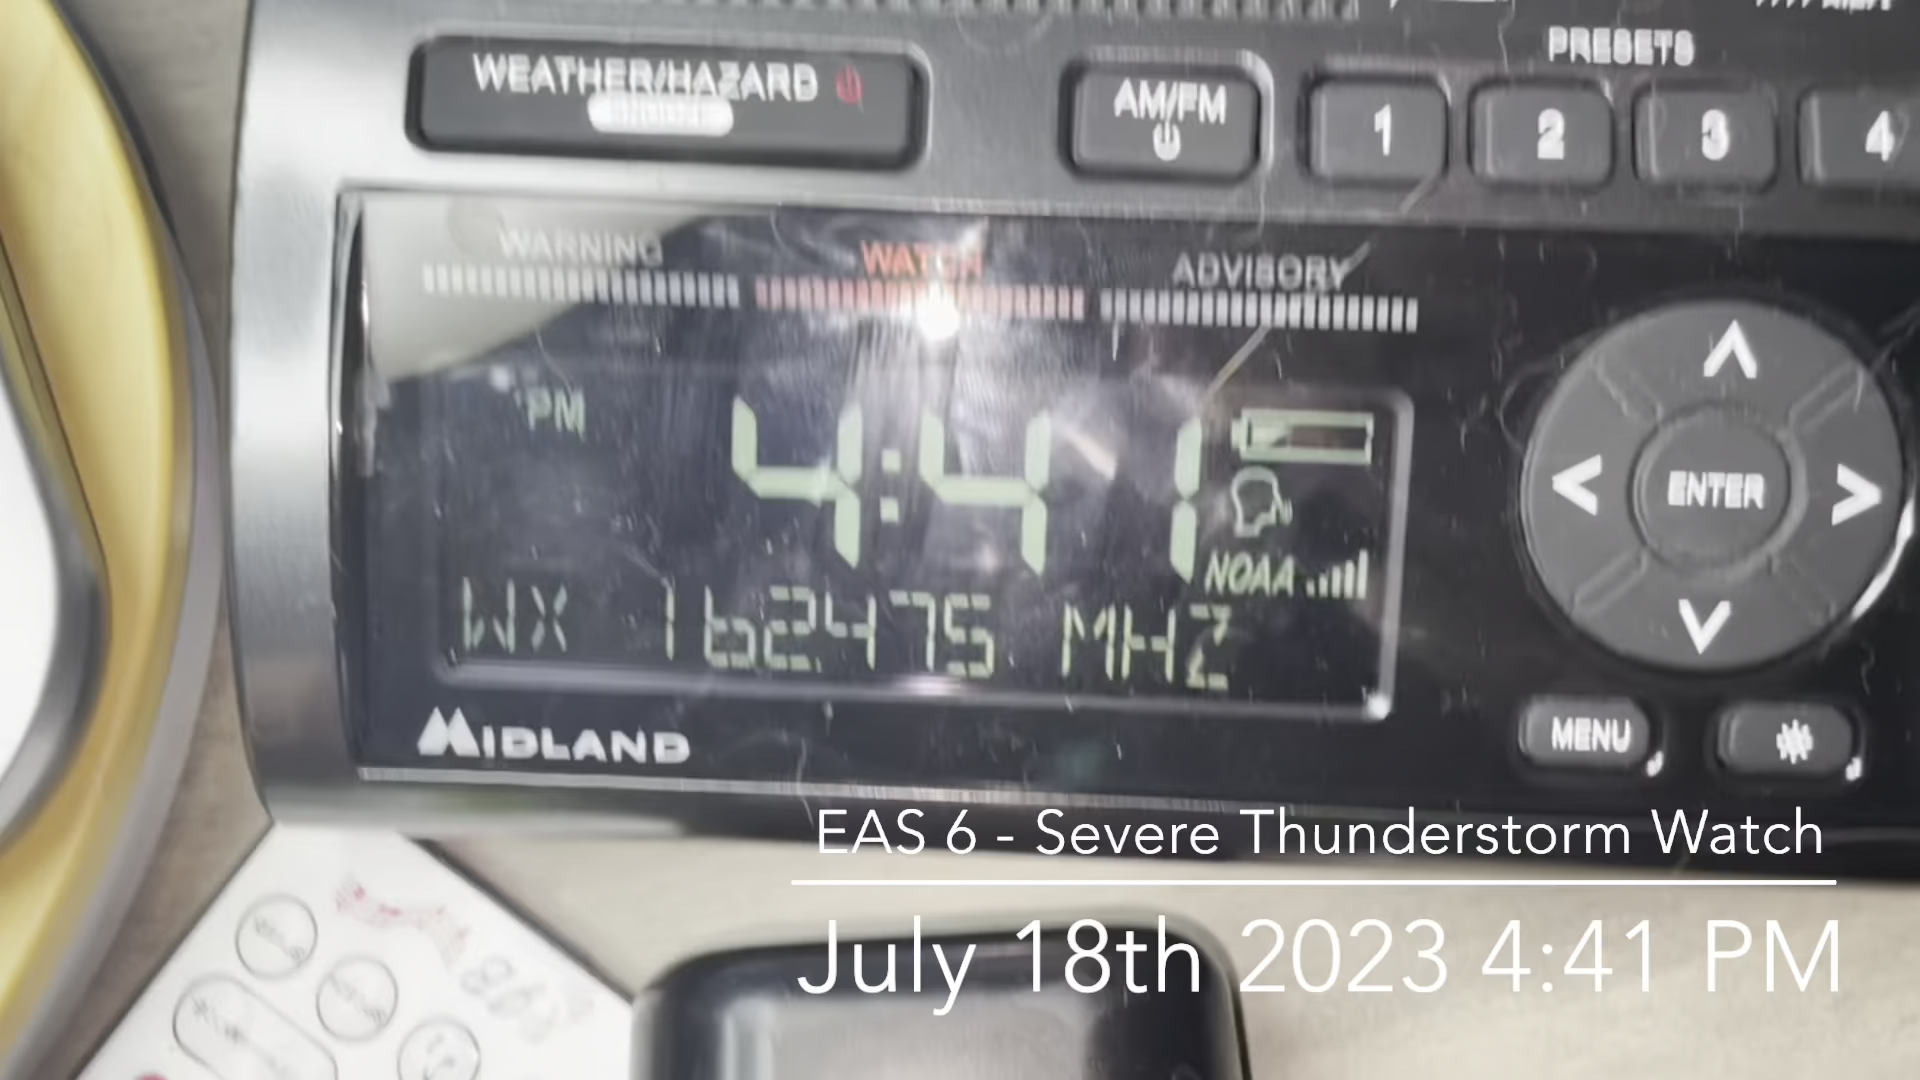 PRESETS
WEATHER/HAZARD
AM/FM
1
2
3
4
WARNING
WATCH
ADVISORY
PM
4:41
NOAA
WX 162475 MHZ
ENTER
MENU
MIDLAND
EAS 6 - Severe Thunderstorm Watch
July 18th 2023 4:41 PM